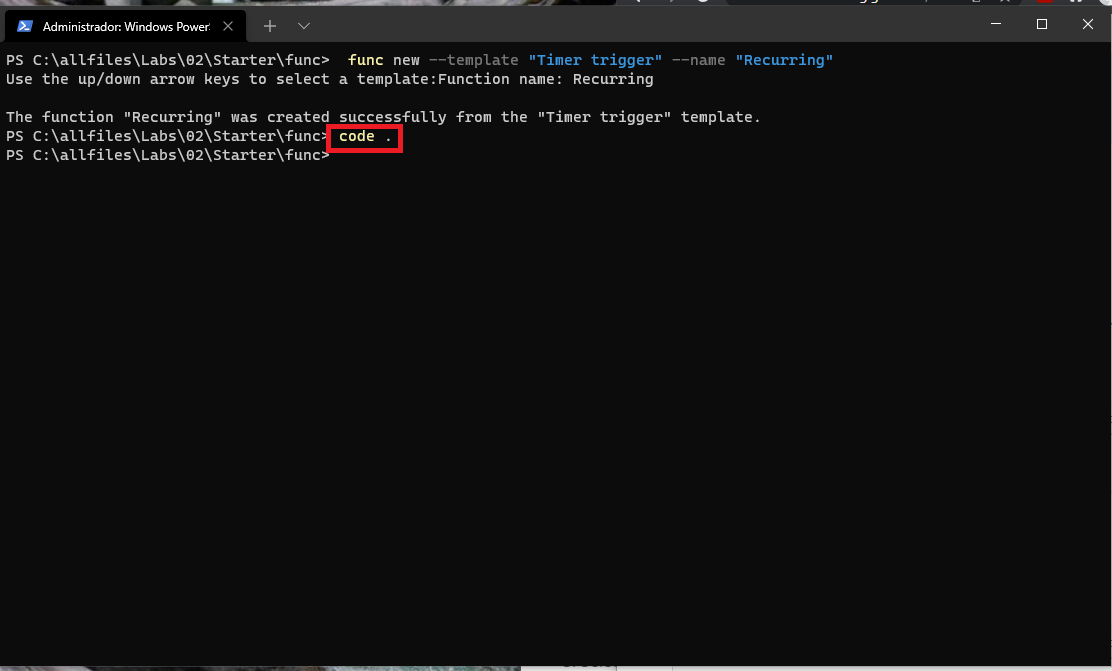 Administrador: Windows Power
PS C:\allfiles\Labs\02\Starter\func>  func new --template "Timer trigger" --name "Recurring"
Use the up/down arrow keys to select a template:Function name: Recurring
The function "Recurring" was created successfully from the "Timer trigger" template.
PS C:\allfiles\Labs\02\Starter\func> code .
PS C:\allfiles\Labs\02\Starter\func>